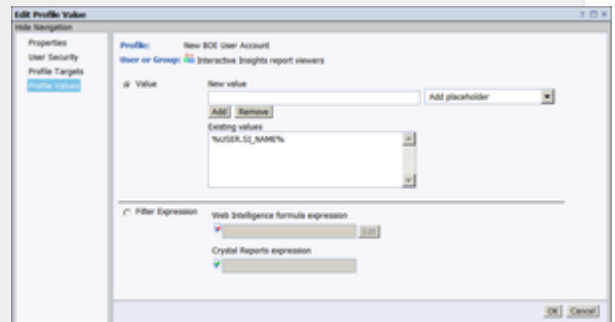 Edit Profile Value
Hide Navigation
Properties
User Security
Profile Targets
Profile Values
Profile: New BOE User Account
User or Group: Interactive Insights report viewers
Value
New value
Add placeholder
Add Remove
Existing values
%USER.SI_NAME%
Filter Expression
Web Intelligence formula expression
Edit
Crystal Reports expression
OK Cancel